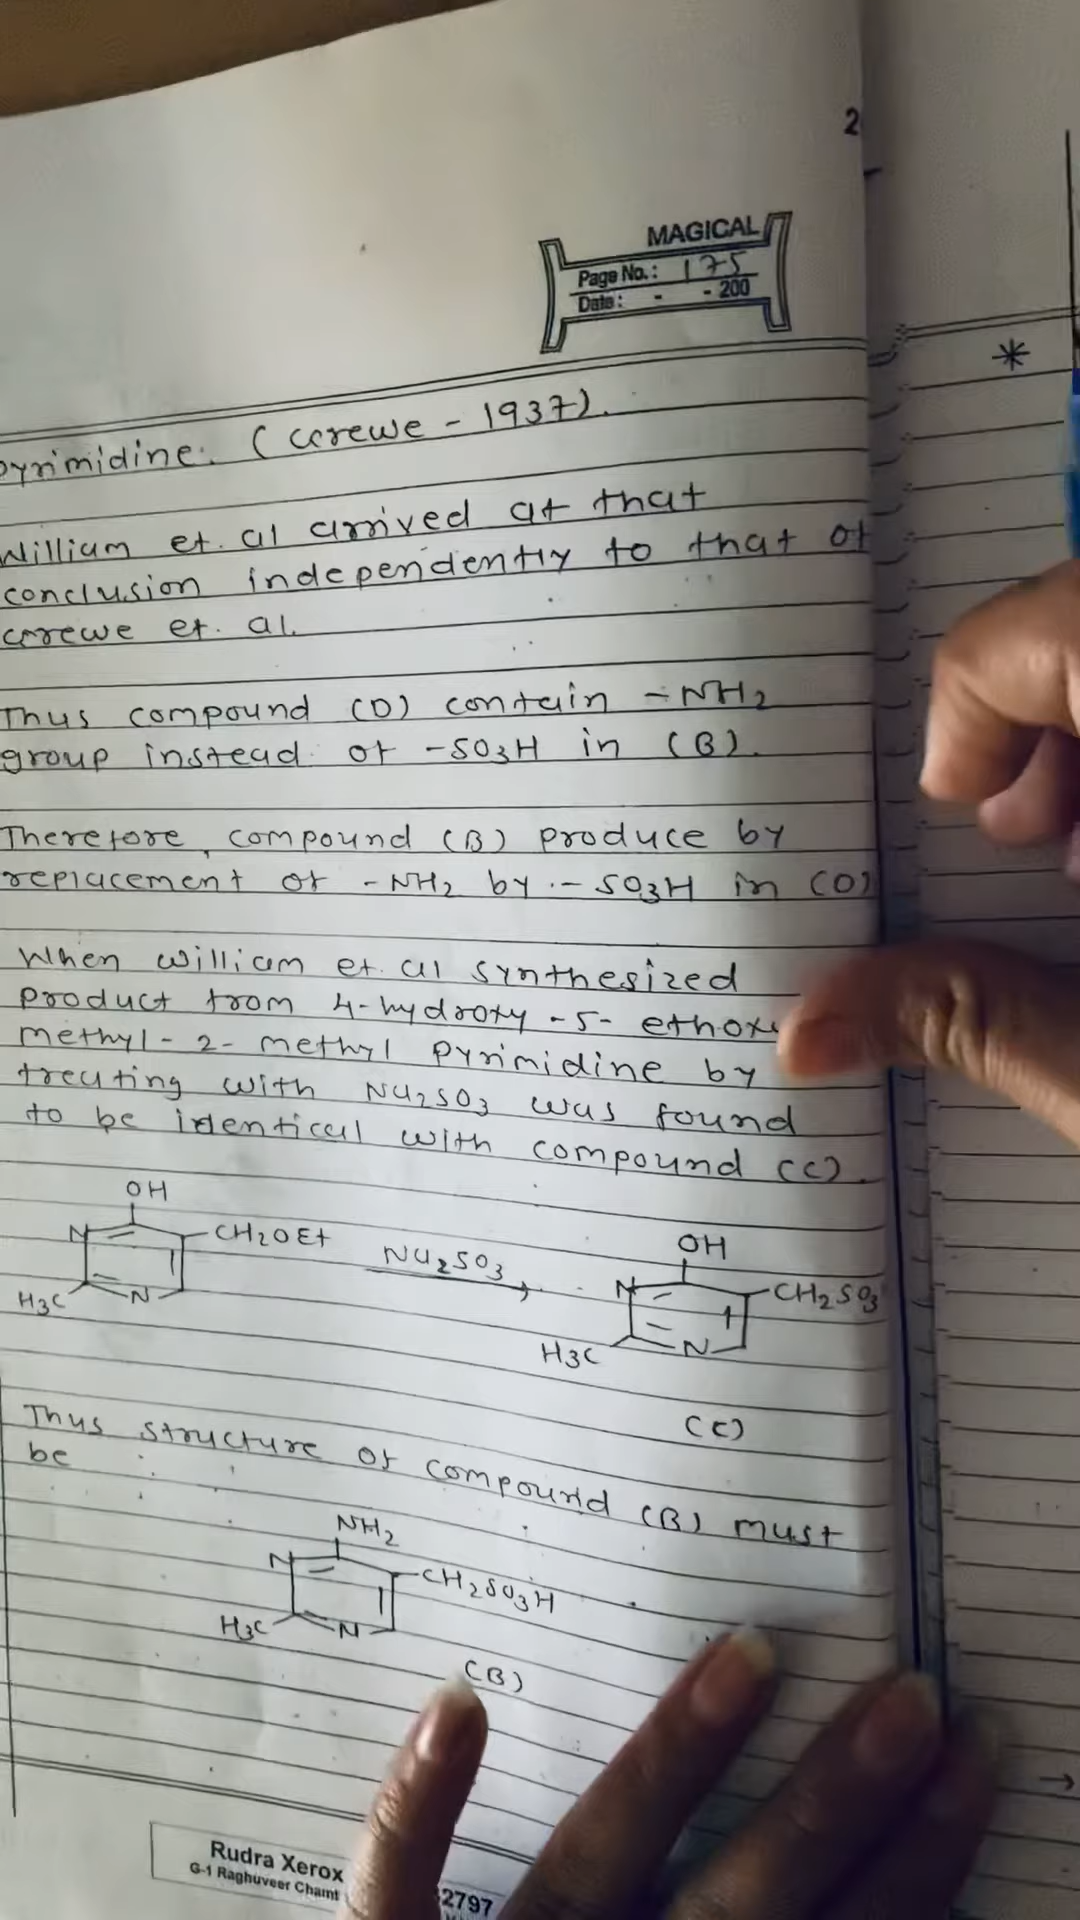 2
MAGICAL
Page No.: 175
Date: - - 200
*
pyrimidine. (Grewe - 1937).
William et. al arrived at that
conclusion independently to that of
Grewe et. al.
Thus compound (D) contain -NH2
group instead of -SO3H in (B).
Therefore, compound (B) produce by
replacement of -NH2 by -SO3H in (D)
When william et. al synthesized
product from 4-hydroxy-5-ethoxy
methyl-2-methyl pyrimidine by
treating with Na2SO3 was found
to be identical with compound (C).
OH
N
CH2OEt
H3C
N
Na2SO3
OH
N
CH2SO3
H3C
N
(C)
Thus structure of compound (B) must
be
NH2
N
CH2SO3H
H3C
N
(B)
→
Rudra Xerox
G-1 Raghuveer
2797